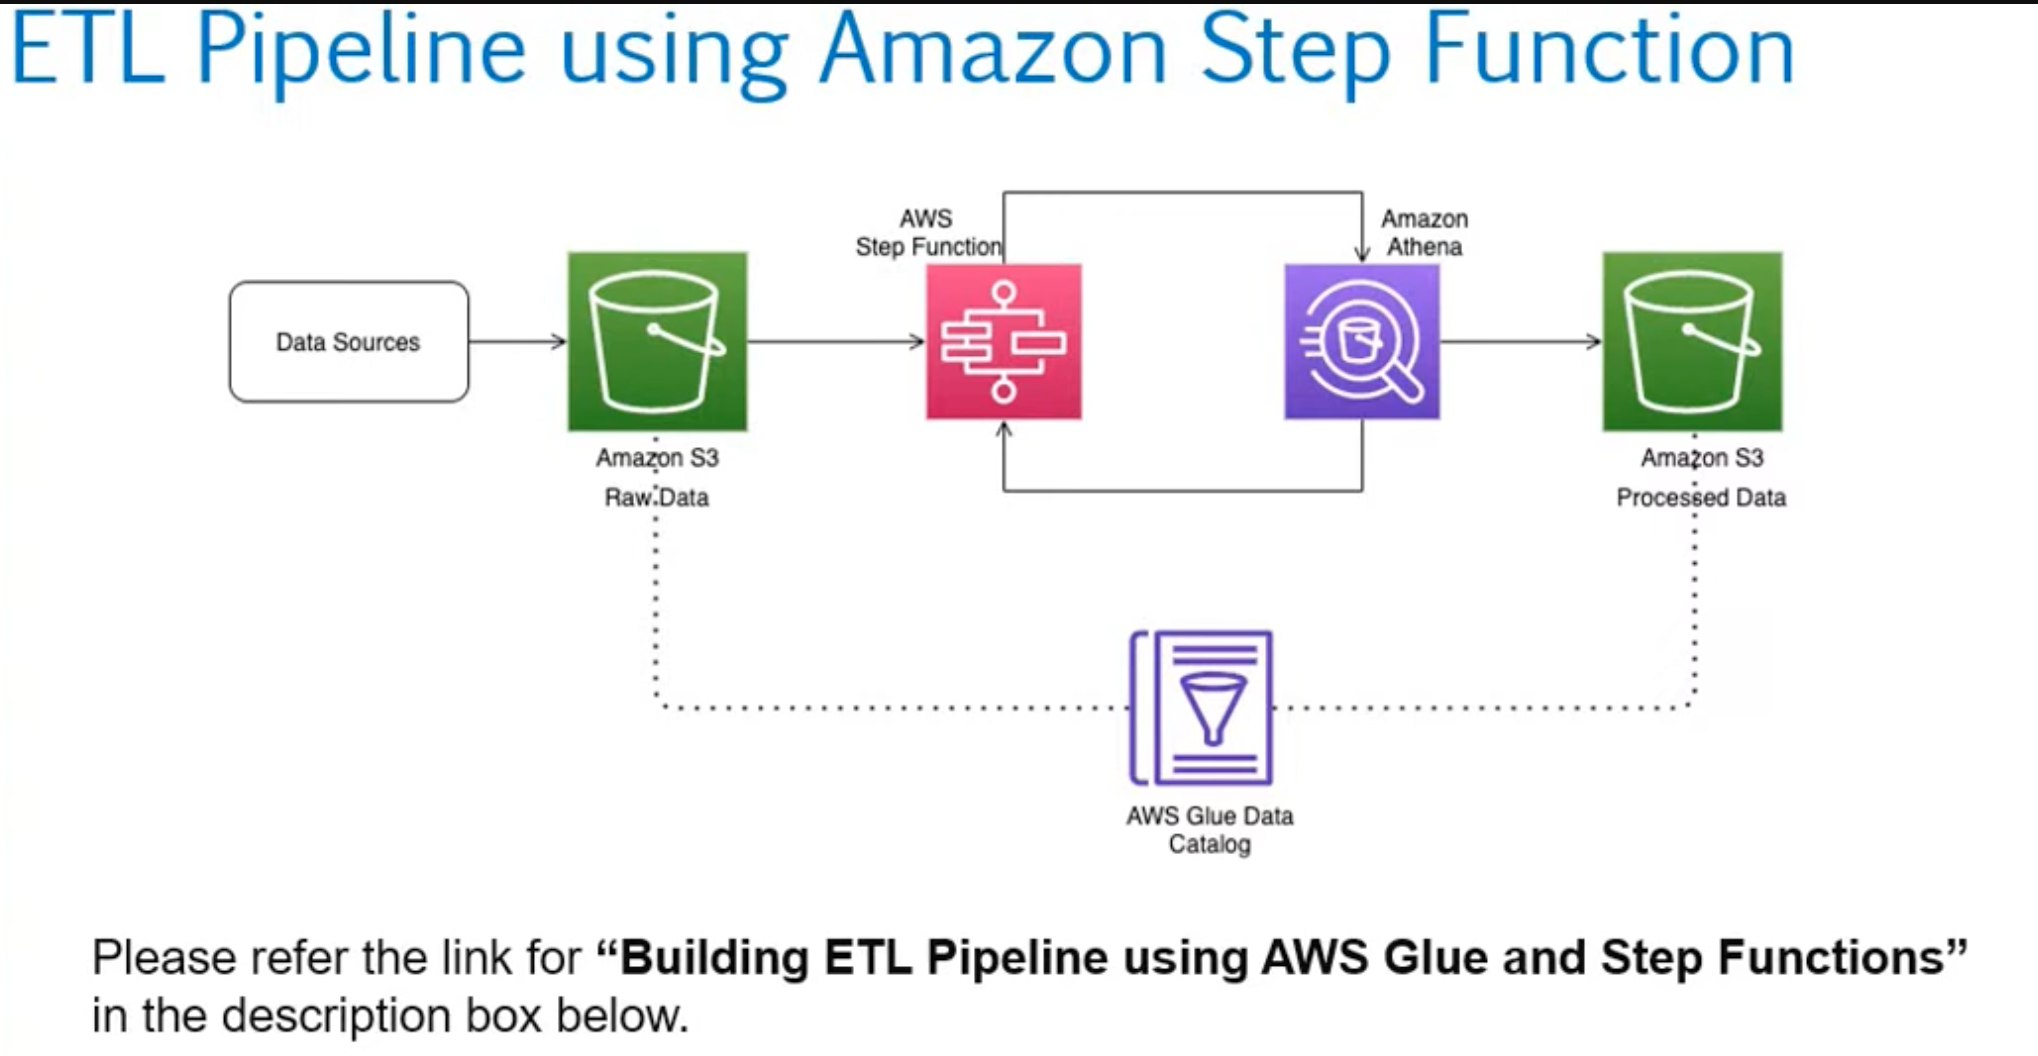 ETL Pipeline using Amazon Step Function
AWS
Step Function
Amazon
Athena
Data Sources
Amazon S3
Raw Data
Amazon S3
Processed Data
AWS Glue Data
Catalog
Please refer the link for “Building ETL Pipeline using AWS Glue and Step Functions”
in the description box below.